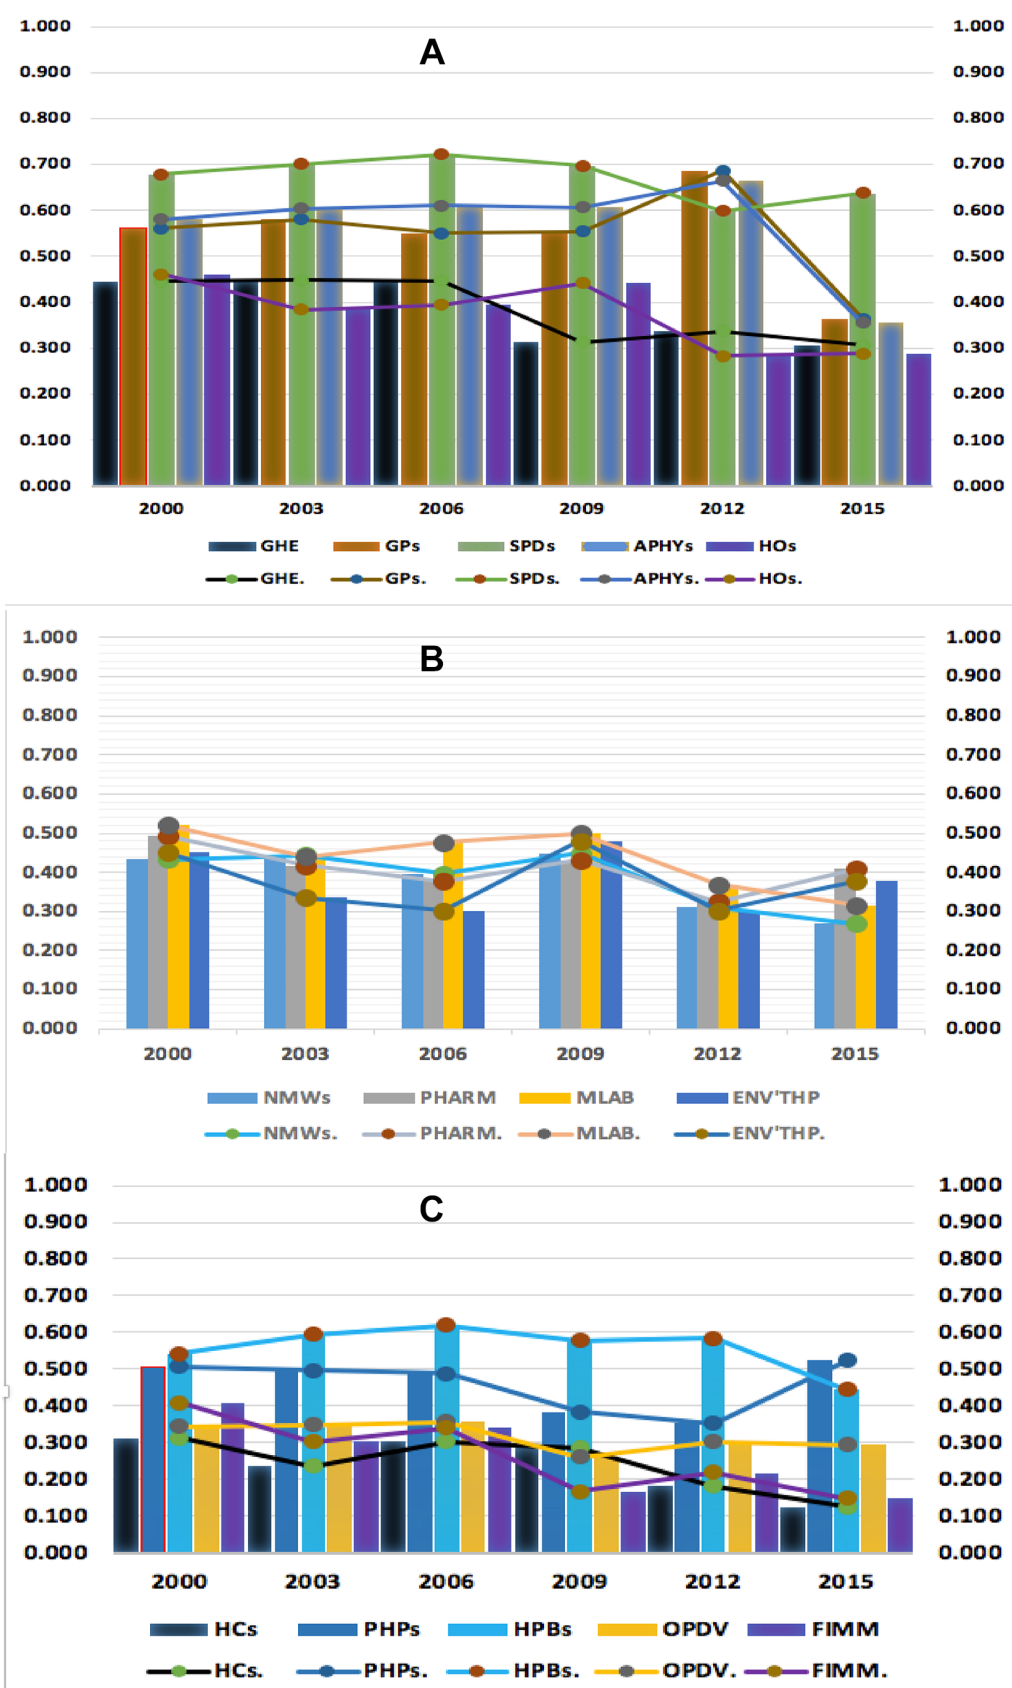 A
1.000 1.000
0.900 0.900
0.800 0.800
0.700 0.700
0.600 0.600
0.500 0.500
0.400 0.400
0.300 0.300
0.200 0.200
0.100 0.100
0.000 0.000
2000 2003 2006 2009 2012 2015
GHE GPs SPDs APHYs HOs
GHE. GPs. SPDs. APHYs. HOs.
B
1.000 1.000
0.900 0.900
0.800 0.800
0.700 0.700
0.600 0.600
0.500 0.500
0.400 0.400
0.300 0.300
0.200 0.200
0.100 0.100
0.000 0.000
2000 2003 2006 2009 2012 2015
NMWs PHARM MLAB ENV'THP
NMWs. PHARM. MLAB. ENV'THP.
C
1.000 1.000
0.900 0.900
0.800 0.800
0.700 0.700
0.600 0.600
0.500 0.500
0.400 0.400
0.300 0.300
0.200 0.200
0.100 0.100
0.000 0.000
2000 2003 2006 2009 2012 2015
HCs PHPs HPBs OPDV FIMM
HCs. PHPs. HPBs. OPDV. FIMM.